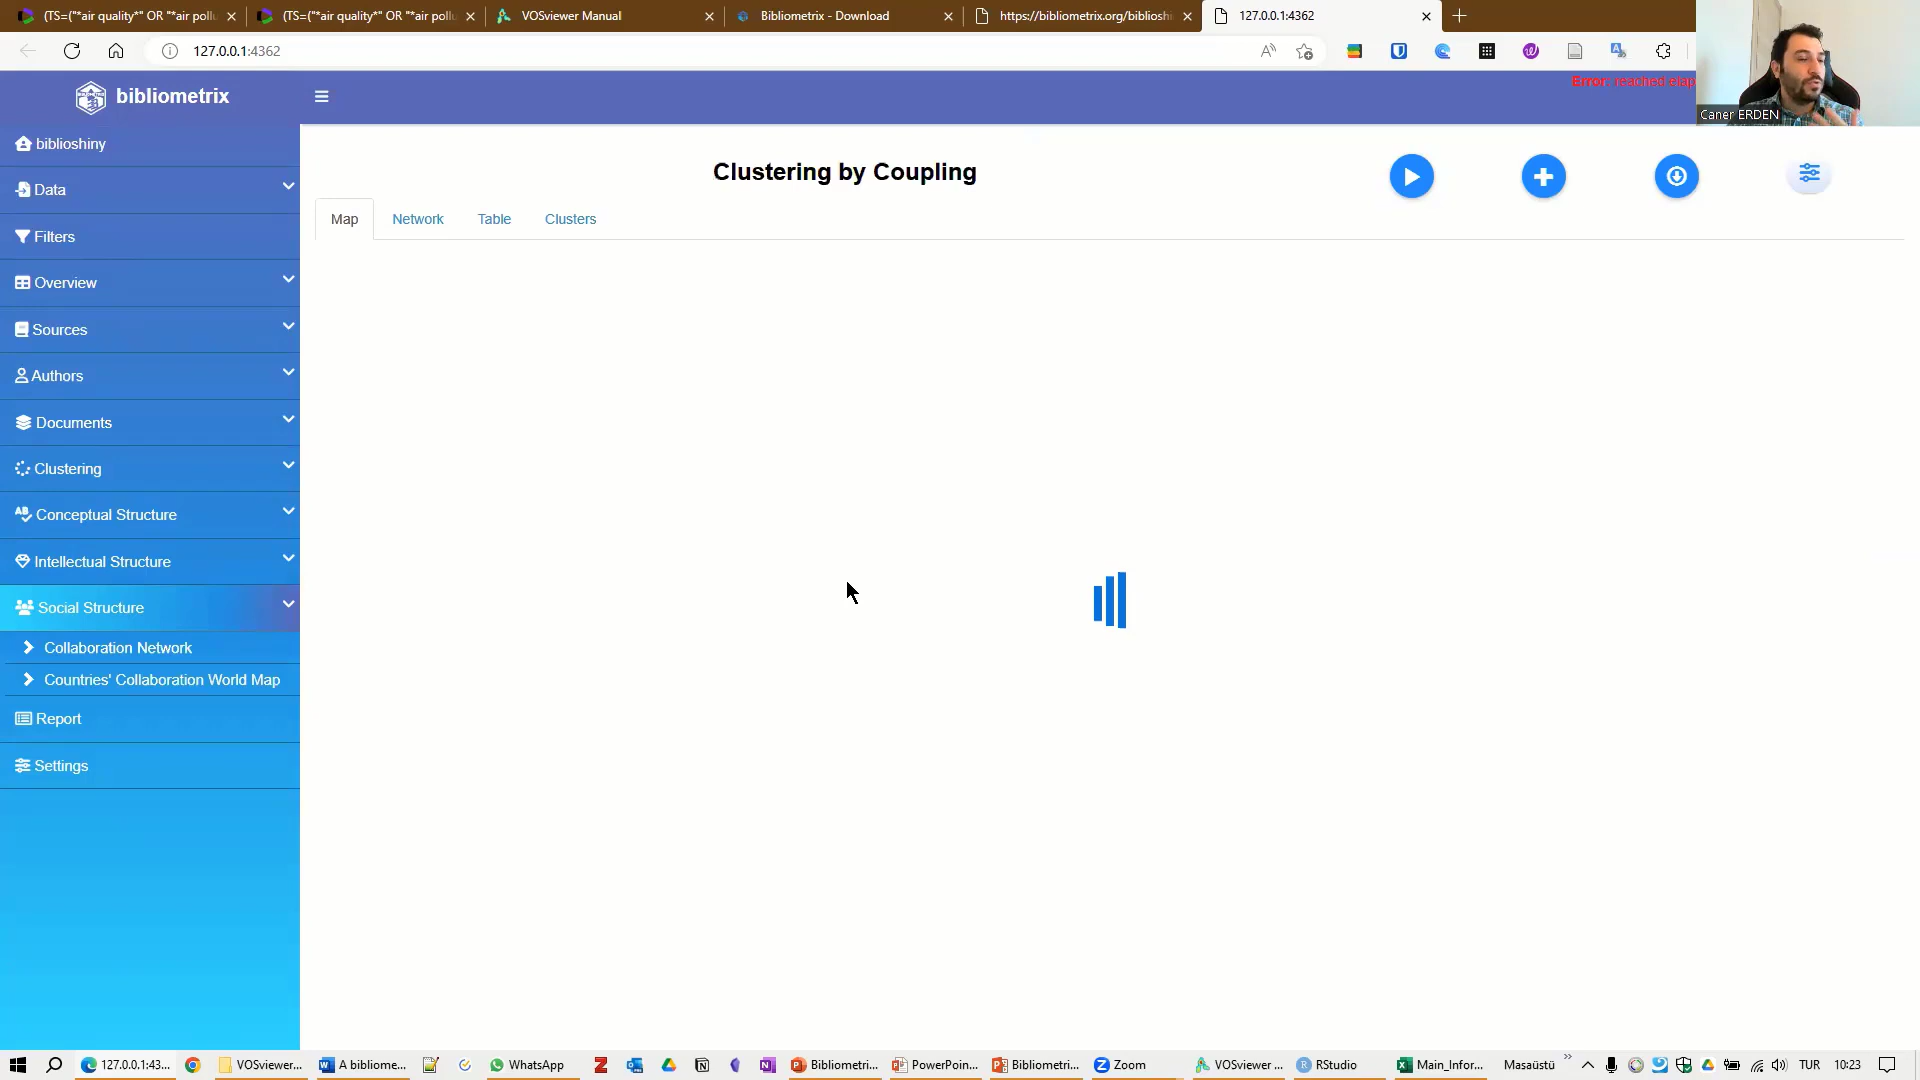 (TS=("*air quality*" OR "*air pollu
(TS=("*air quality*" OR "*air pollu
VOSviewer Manual
Bibliometrix - Download
https://bibliometrix.org/bibliosh
127.0.0.1:4362
127.0.0.1:4362
bibliometrix
Error: reached elap
Caner ERDEN
biblioshiny
Data
Filters
Overview
Sources
Authors
Documents
Clustering
Conceptual Structure
Intellectual Structure
Social Structure
Collaboration Network
Countries' Collaboration World Map
Report
Settings
Clustering by Coupling
Map
Network
Table
Clusters
127.0.0.1:43...
VOSviewer...
A bibliome...
WhatsApp
Bibliometri...
PowerPoin...
Bibliometri...
Zoom
VOSviewer ...
RStudio
Main_Infor...
Masaüstü
TUR
10:23